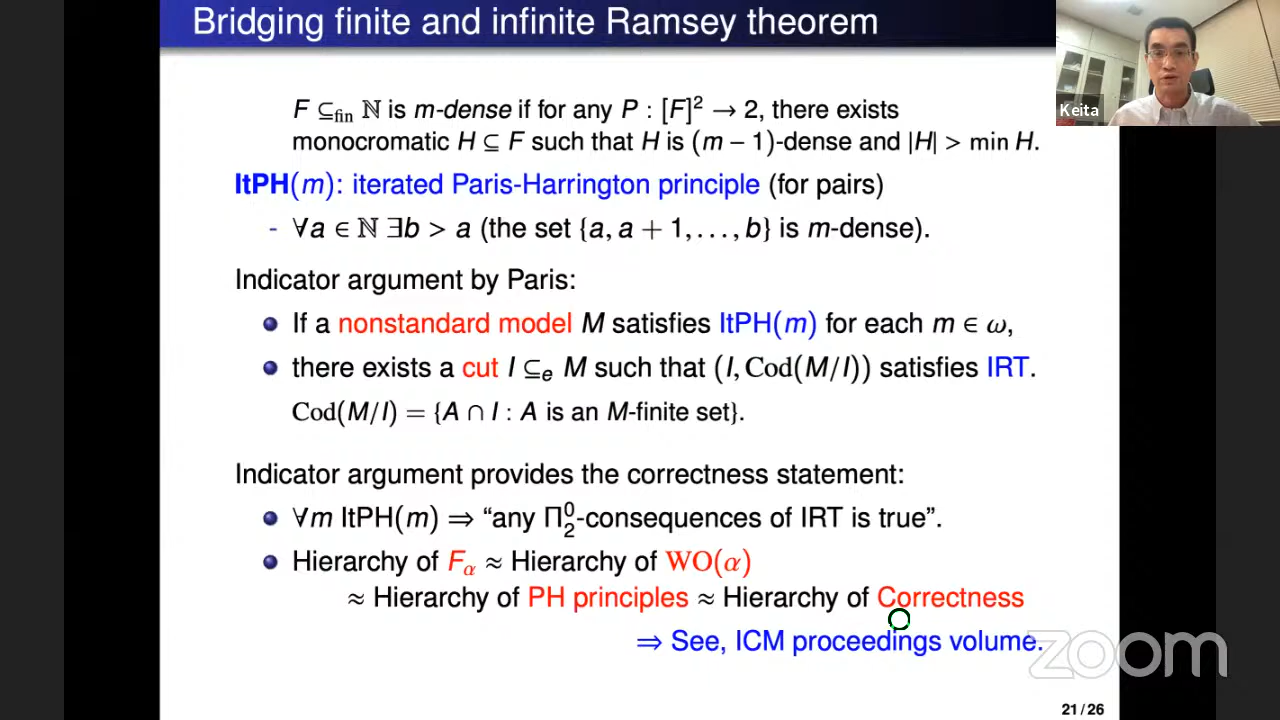 Bridging finite and infinite Ramsey theorem
F ⊆fin ℕ is m-dense if for any P : [F]² → 2, there exists
monocromatic H ⊆ F such that H is (m − 1)-dense and |H| > min H.
ItPH(m): iterated Paris-Harrington principle (for pairs)
- ∀a ∈ ℕ ∃b > a (the set {a, a + 1, . . . , b} is m-dense).
Indicator argument by Paris:
If a nonstandard model M satisfies ItPH(m) for each m ∈ ω,
there exists a cut I ⊆e M such that (I, Cod(M/I)) satisfies IRT.
Cod(M/I) = {A ∩ I : A is an M-finite set}.
Indicator argument provides the correctness statement:
∀m ItPH(m) ⇒ “any Π⁰₂-consequences of IRT is true”.
Hierarchy of Fα ≈ Hierarchy of WO(α)
≈ Hierarchy of PH principles ≈ Hierarchy of Correctness
⇒ See, ICM proceedings volume.
21 / 26
Keita
zoom